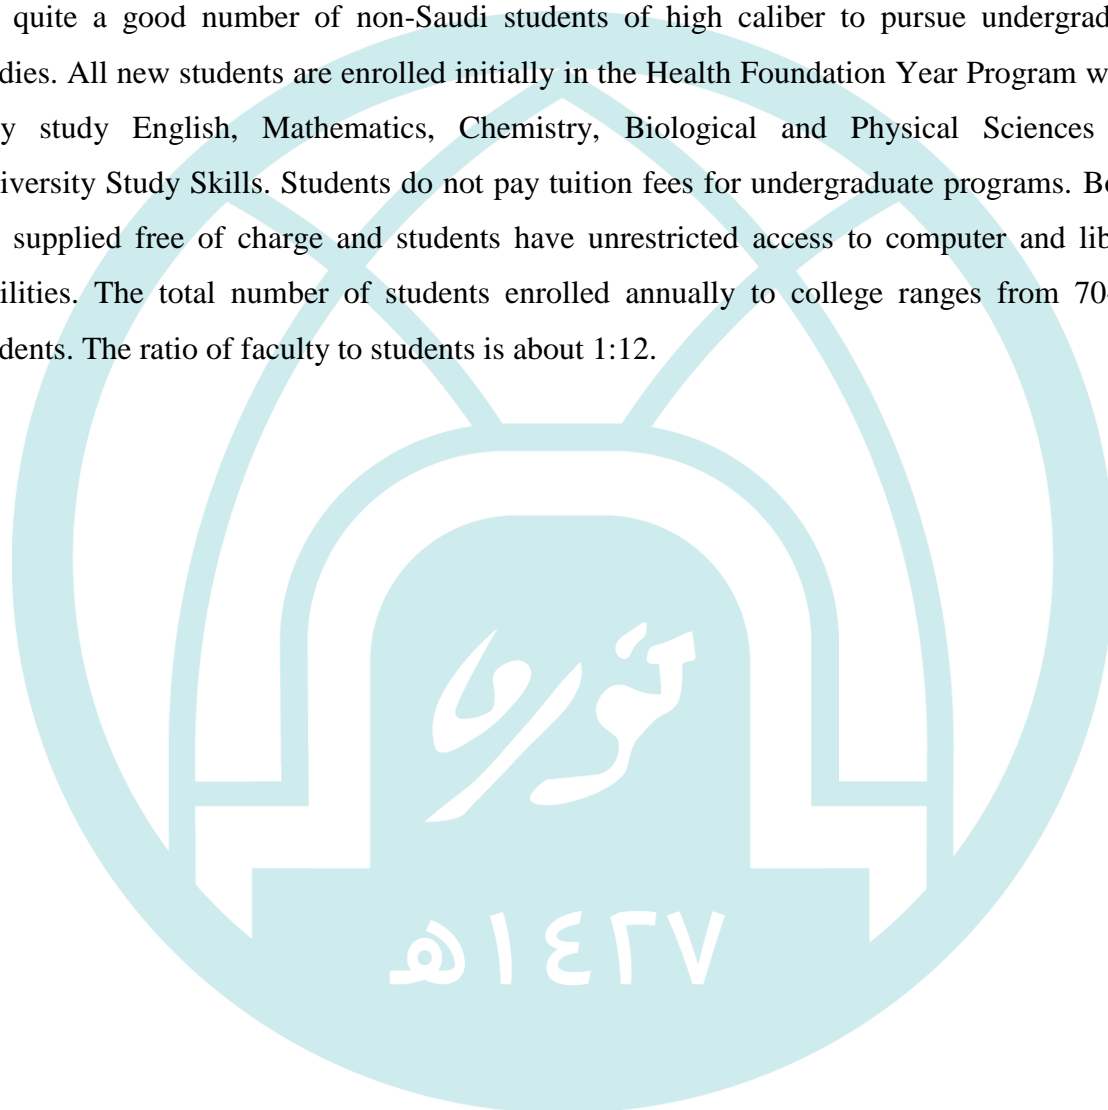 quite a good number of non-Saudi students of high caliber to pursue undergrad
dies. All new students are enrolled initially in the Health Foundation Year Program w
y study English, Mathematics, Chemistry, Biological and Physical Sciences
iversity Study Skills. Students do not pay tuition fees for undergraduate programs. Bo
supplied free of charge and students have unrestricted access to computer and lib
ilities. The total number of students enrolled annually to college ranges from 70-
dents. The ratio of faculty to students is about 1:12.
١٤٢٧هـ